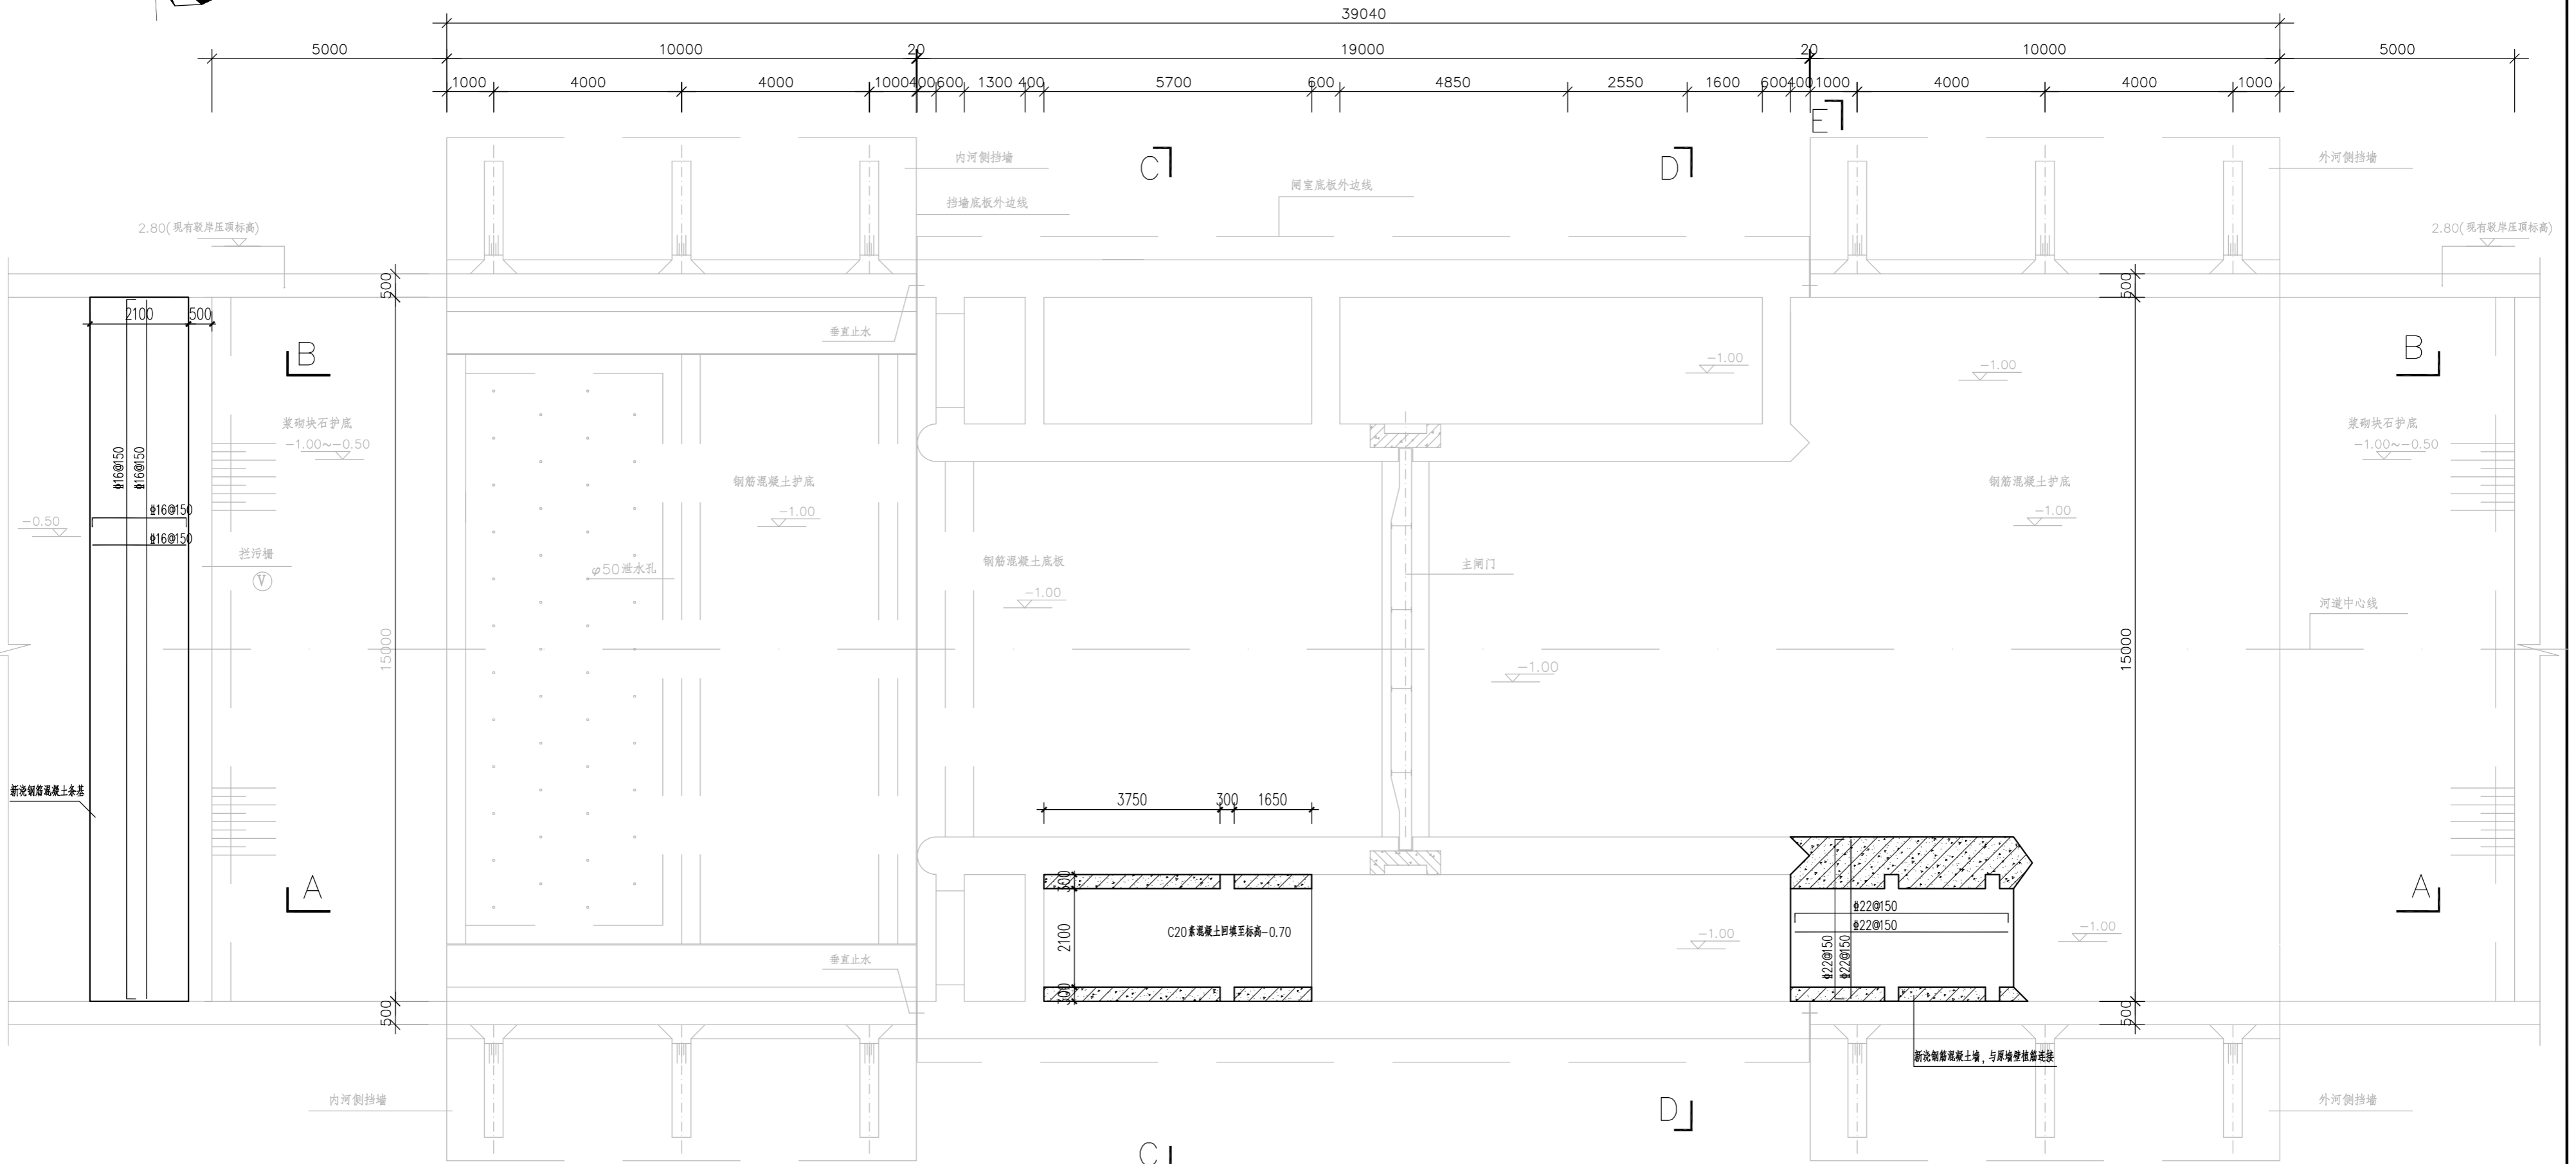 39040
5000 10000 20 19000 20 10000 5000
1000 4000 4000 1000 400 600 1300 400 5700 600 4850 2550 1600 600 400 1000 4000 4000 1000
E
C D
内河侧挡墙
外河侧挡墙
闸室底板外边线
挡墙底板外边线
2.80(现有驳岸压顶标高)
2.80(现有驳岸压顶标高)
500
500
2100 500
垂直止水
B
B
-1.00
-1.00
浆砌块石护底
-1.00~-0.50
浆砌块石护底
-1.00~-0.50
Φ16@150
Φ16@150
钢筋混凝土护底
-1.00
钢筋混凝土护底
-1.00
Φ16@150
Φ16@150
-0.50
拦污栅
V
φ50泄水孔
钢筋混凝土底板
-1.00
主闸门
河道中心线
15000
15000
-1.00
新浇钢筋混凝土条基
3750 300 1650
A
A
300
2100
300
C20素混凝土回填至标高-0.70
-1.00
Φ22@150
Φ22@150
Φ22@150
Φ22@150
-1.00
垂直止水
500
500
新浇钢筋混凝土墙，与原墙壁植筋连接
内河侧挡墙
外河侧挡墙
D
C